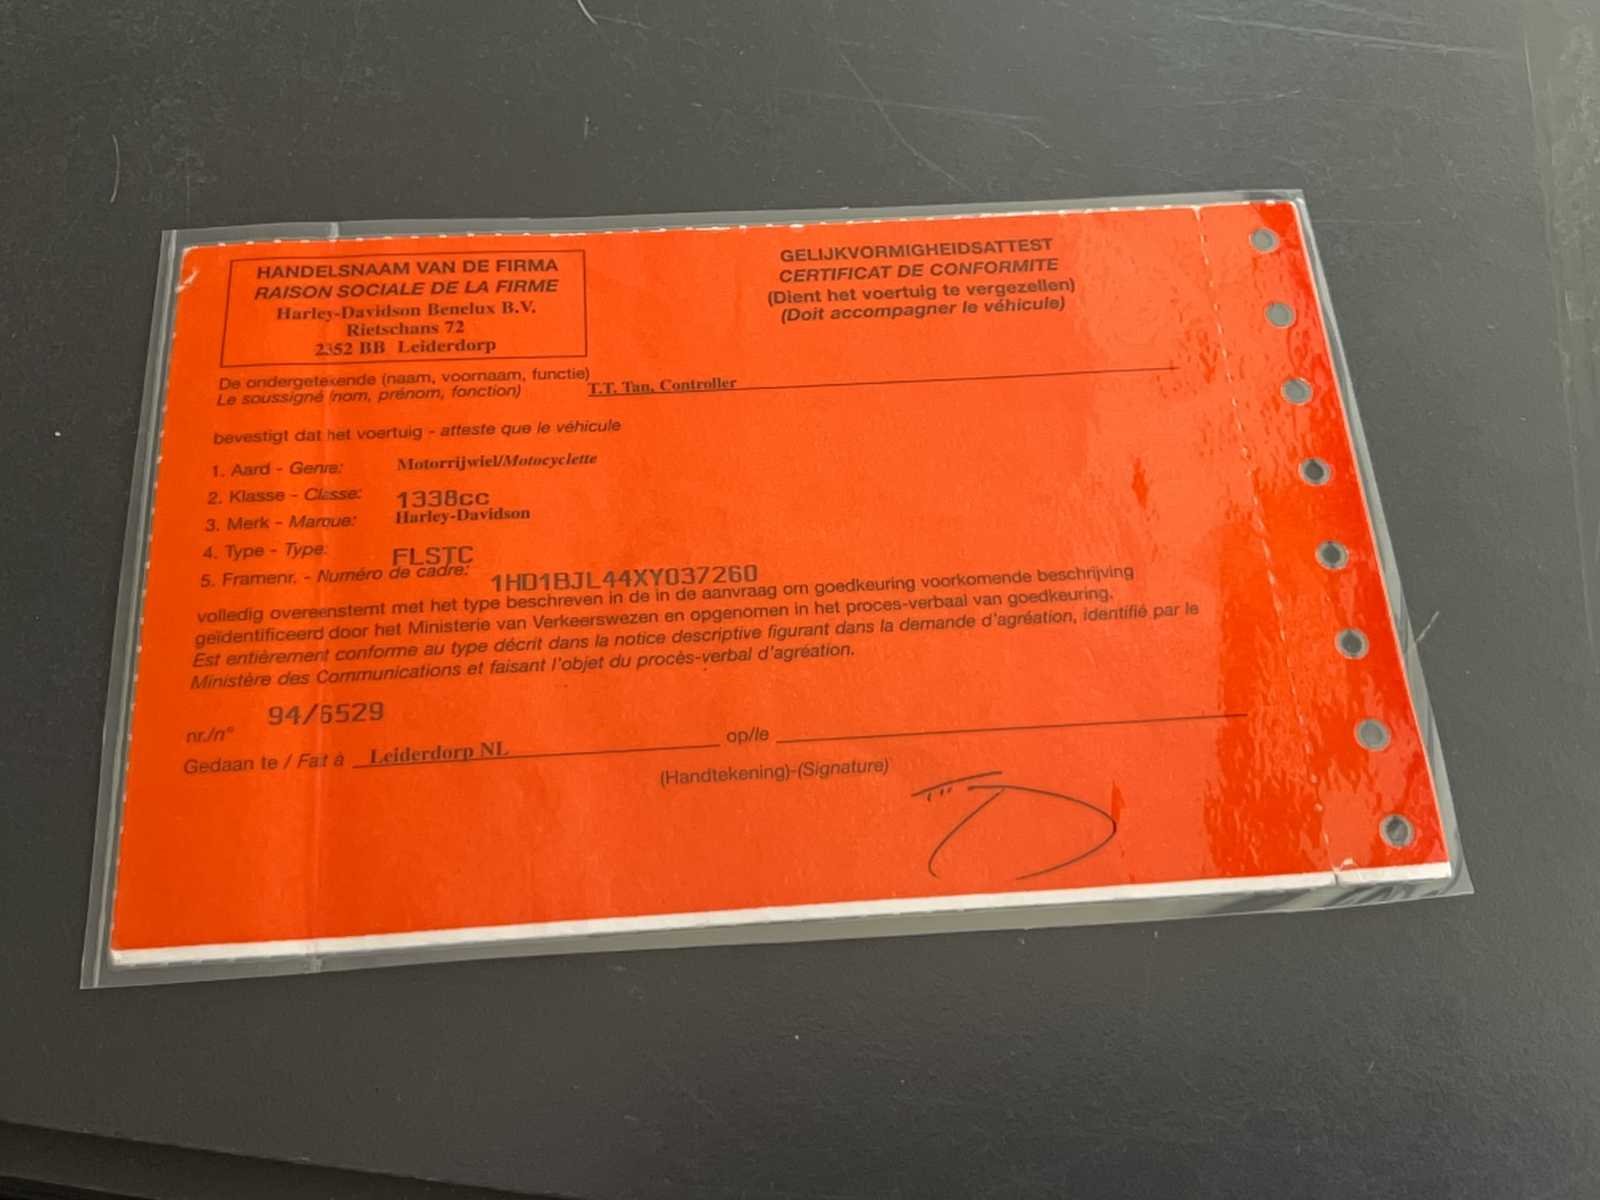 HANDELSNAAM VAN DE FIRMA
RAISON SOCIALE DE LA FIRME
Harley-Davidson Benelux B.V.
Rietschans 72
2352 BB Leiderdorp
GELIJKVORMIGHEIDSATTEST
CERTIFICAT DE CONFORMITE
(Dient het voertuig te vergezellen)
(Doit accompagner le véhicule)
De ondergetekende (naam, voornaam, functie)
Le soussigné (nom, prénom, fonction)
T.T. Tan, Controller
bevestigt dat het voertuig - atteste que le véhicule
1. Aard - Genre: Motorrijwiel/Motocyclette
2. Klasse - Classe: 1338cc
3. Merk - Marque: Harley-Davidson
4. Type - Type: FLSTC
5. Framenr. - Numéro de cadre: 1HD1BJL44XY037260
volledig overeenstemt met het type beschreven in de in de aanvraag om goedkeuring voorkomende beschrijving
geïdentificeerd door het Ministerie van Verkeerswezen en opgenomen in het proces-verbaal van goedkeuring.
Est entièrement conforme au type décrit dans la notice descriptive figurant dans la demande d'agréation, identifié par le
Ministère des Communications et faisant l'objet du procès-verbal d'agréation.
nr./n° 94/6529
Gedaan te / Fait à Leiderdorp NL op/le
(Handtekening)-(Signature)